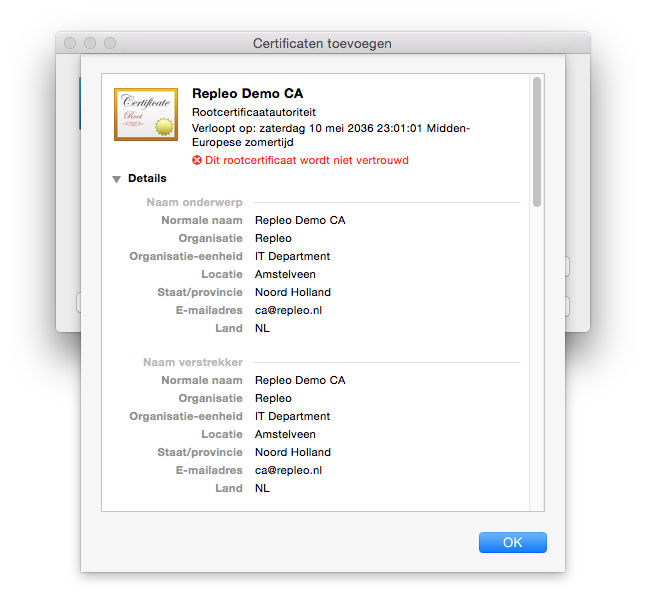 Certificaten toevoegen
Certificate
Root
Repleo Demo CA
Rootcertificaatautoriteit
Verloopt op: zaterdag 10 mei 2036 23:01:01 Midden-
Europese zomertijd
Dit rootcertificaat wordt niet vertrouwd
Details
Naam onderwerp
Normale naam Repleo Demo CA
Organisatie Repleo
Organisatie-eenheid IT Department
Locatie Amstelveen
Staat/provincie Noord Holland
E-mailadres ca@repleo.nl
Land NL
Naam verstrekker
Normale naam Repleo Demo CA
Organisatie Repleo
Organisatie-eenheid IT Department
Locatie Amstelveen
Staat/provincie Noord Holland
E-mailadres ca@repleo.nl
Land NL
OK